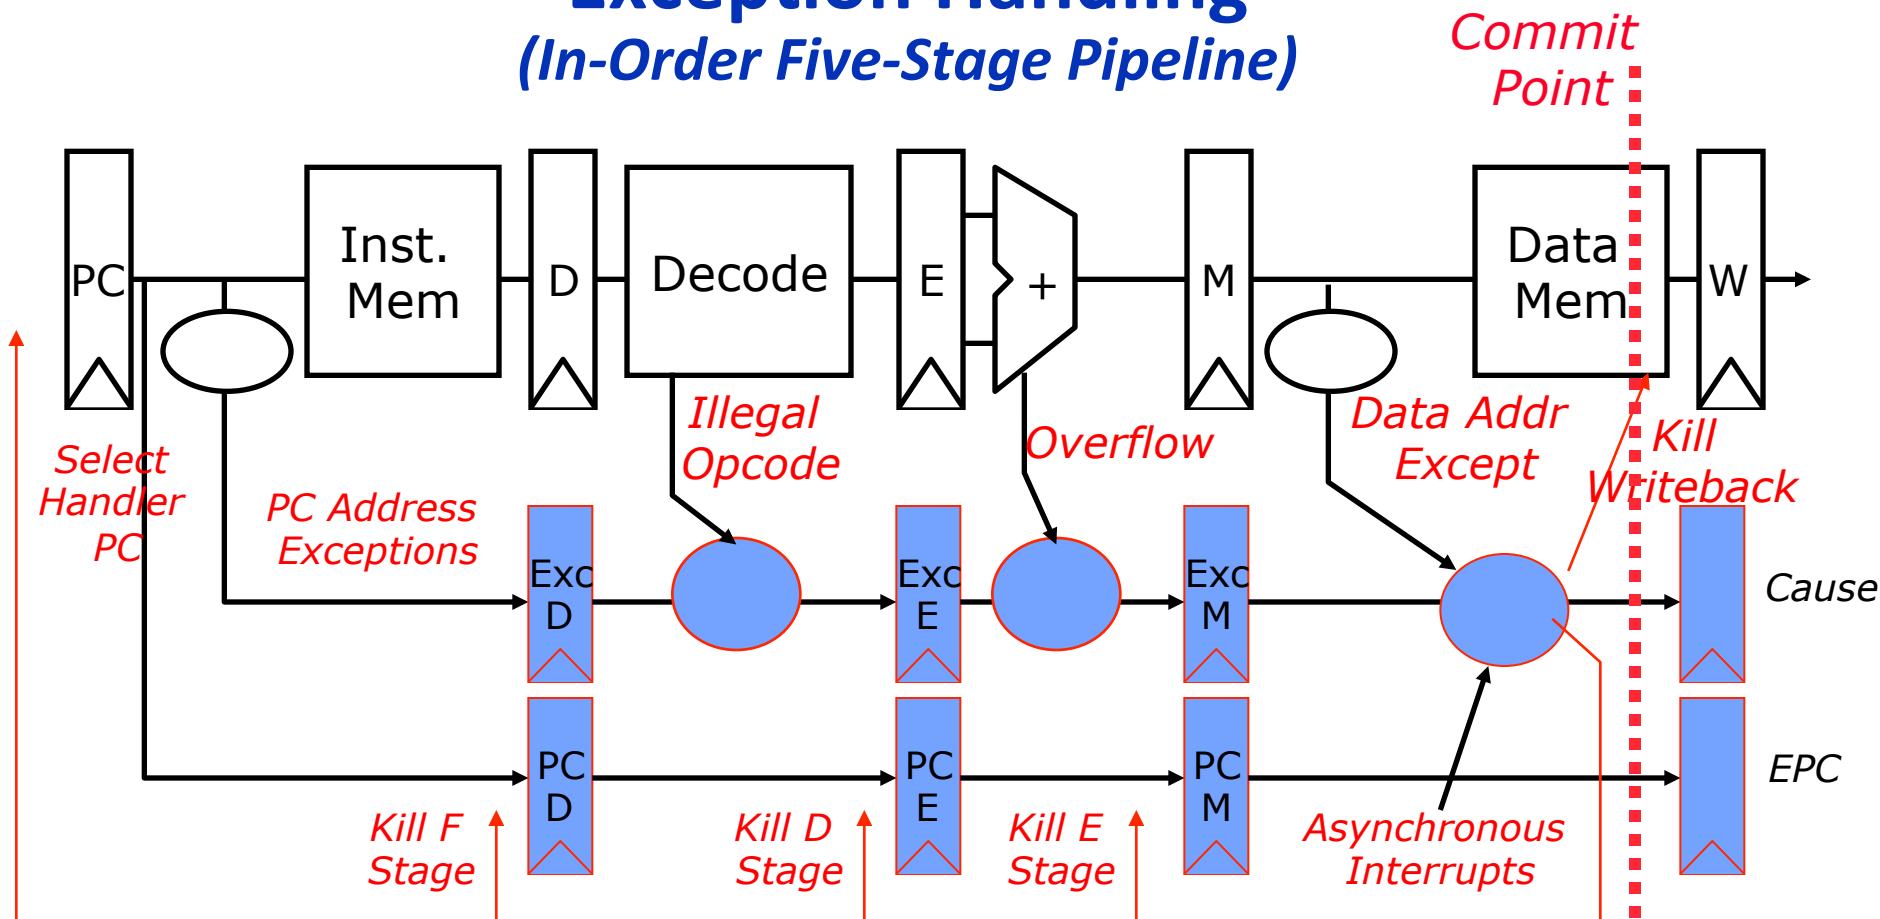 Exception Handling
(In-Order Five-Stage Pipeline)
Commit
Point
PC
Inst.
Mem
D
Decode
E
+
M
Data
Mem
W
Illegal
Opcode
Overflow
Data Addr
Except
Kill
Writeback
Select
Handler
PC
PC Address
Exceptions
Exc
D
Exc
E
Exc
M
Cause
PC
D
PC
E
PC
M
EPC
Kill F
Stage
Kill D
Stage
Kill E
Stage
Asynchronous
Interrupts